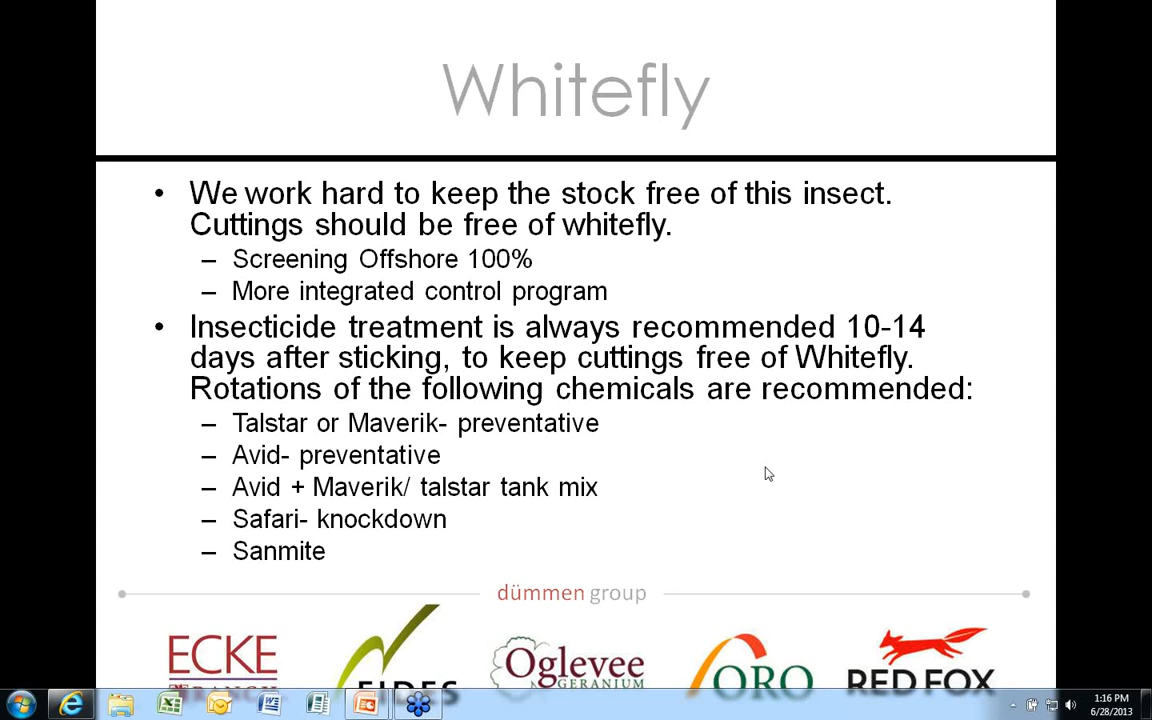 Whitefly
• We work hard to keep the stock free of this insect.
Cuttings should be free of whitefly.
– Screening Offshore 100%
– More integrated control program
• Insecticide treatment is always recommended 10-14
days after sticking, to keep cuttings free of Whitefly.
Rotations of the following chemicals are recommended:
– Talstar or Maverik- preventative
– Avid- preventative
– Avid + Maverik/ talstar tank mix
– Safari- knockdown
– Sanmite
dümmen group
ECKE
FIDES
Oglevee
GERANIUM
ORO
RED FOX
1:16 PM
6/28/2013